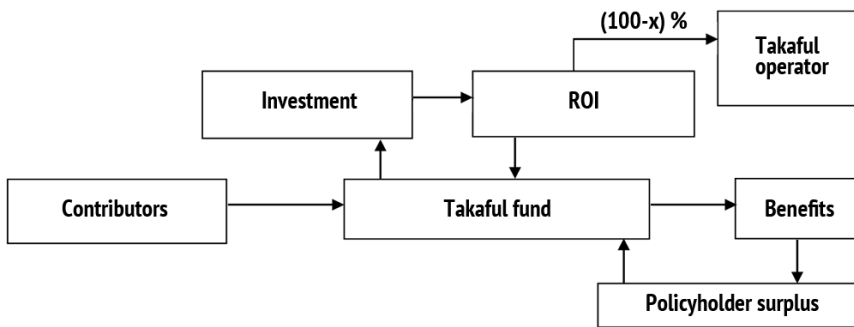 (100-x) %
Takaful
operator
Investment
ROI
Contributors
Takaful fund
Benefits
Policyholder surplus